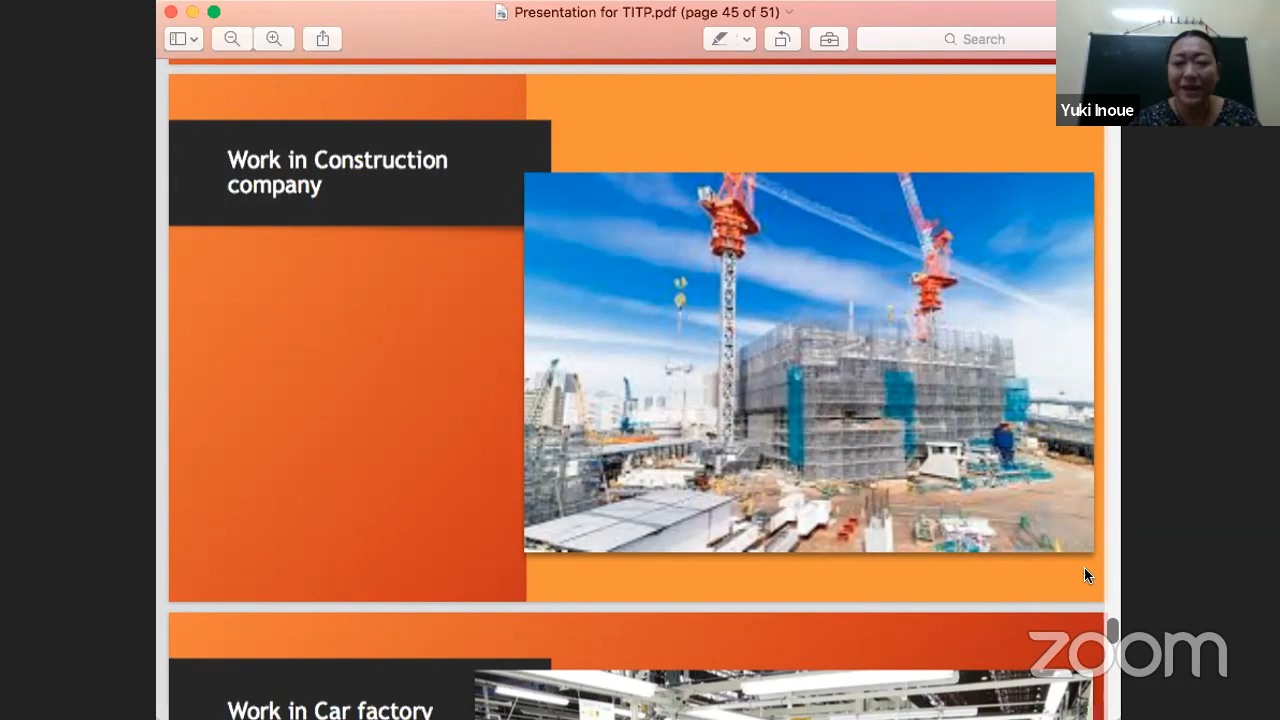 Presentation for TITP.pdf (page 45 of 51)
Search
Yuki Inoue
Work in Construction
company
Work in Car factory
zoom